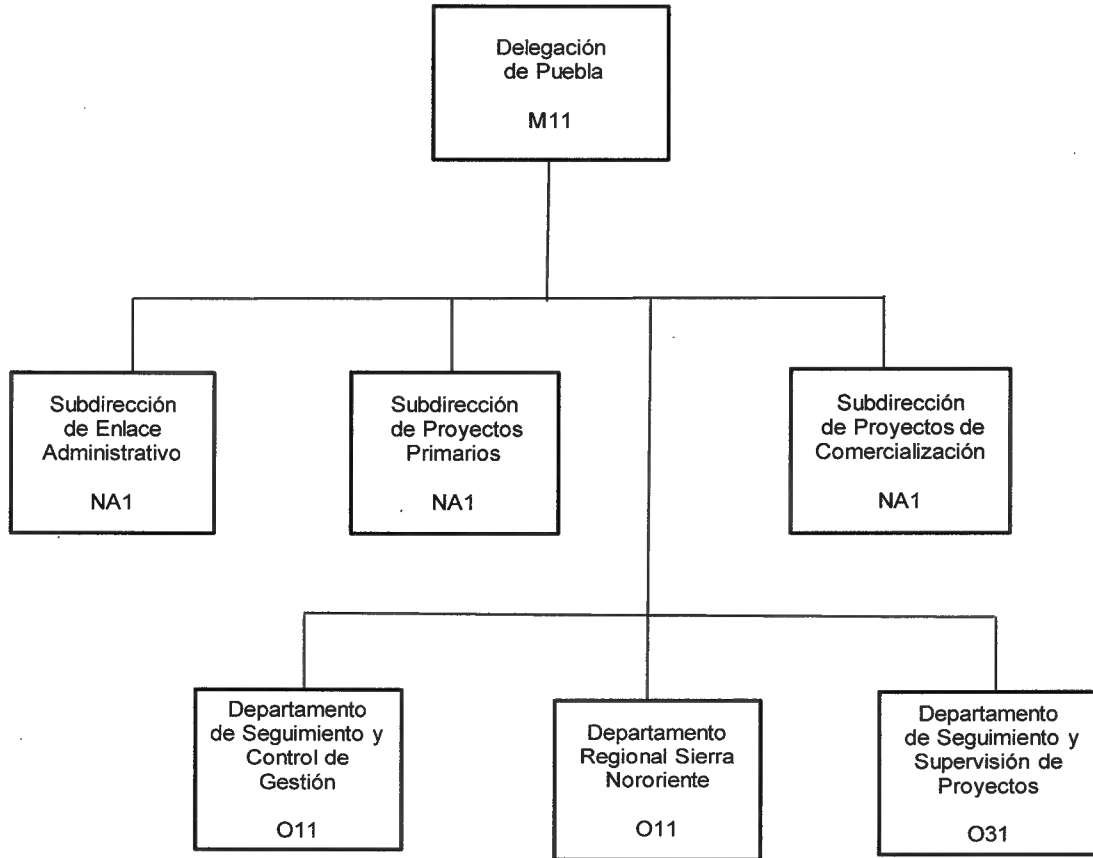 Delegación
de Puebla
M11
Subdirección
de Enlace
Administrativo
NA1
Subdirección
de Proyectos
Primarios
NA1
Subdirección
de Proyectos de
Comercialización
NA1
Departamento
de Seguimiento y
Control de
Gestión
O11
Departamento
Regional Sierra
Nororiente
O11
Departamento
de Seguimiento y
Supervisión de
Proyectos
O31